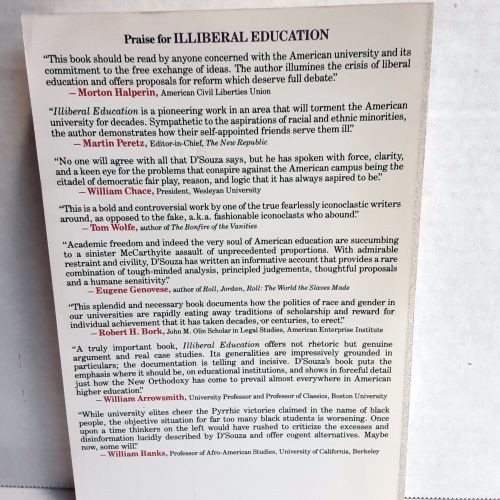 Praise for ILLIBERAL EDUCATION
“This book should be read by anyone concerned with the American university and its
commitment to the free exchange of ideas. The author illumines the crisis of liberal
education and offers proposals for reform which deserve full debate.”
— Morton Halperin, American Civil Liberties Union
“Illiberal Education is a pioneering work in an area that will torment the American
university for decades. Sympathetic to the aspirations of racial and ethnic minorities,
the author demonstrates how their self-appointed friends serve them ill.”
— Martin Peretz, Editor-in-Chief, The New Republic
“No one will agree with all that D'Souza says, but he has spoken with force, clarity,
and a keen eye for the problems that conspire against the American campus being the
citadel of democratic fair play, reason, and logic that it has always aspired to be.”
— William Chace, President, Wesleyan University
“This is a bold and controversial work by one of the true fearlessly iconoclastic writers
around, as opposed to the fake, a.k.a. fashionable iconoclasts who abound.”
— Tom Wolfe, author of The Bonfire of the Vanities
“Academic freedom and indeed the very soul of American education are succumbing
to a sinister McCarthyite assault of unprecedented proportions. With admirable
restraint and civility, D'Souza has written an informative account that provides a rare
combination of tough-minded analysis, principled judgements, thoughtful proposals
and a humane sensitivity.”
— Eugene Genovese, author of Roll, Jordan, Roll: The World the Slaves Made
“This splendid and necessary book documents how the politics of race and gender in
our universities are rapidly eating away traditions of scholarship and reward for
individual achievement that it has taken decades, or centuries, to erect.”
— Robert H. Bork, John M. Olin Scholar in Legal Studies, American Enterprise Institute
“A truly important book, Illiberal Education offers not rhetoric but genuine
argument and real case studies. Its generalities are impressively grounded in
particulars; the documentation is telling and incisive. D'Souza's book puts the
emphasis where it should be, on educational institutions, and shows in forceful detail
just how the New Orthodoxy has come to prevail almost everywhere in American
higher education.”
— William Arrowsmith, University Professor and Professor of Classics, Boston University
“While university elites cheer the Pyrrhic victories claimed in the name of black
people, the objective situation for far too many black students is worsening. Once
upon a time thinkers on the left would have rushed to criticize the excesses and
disinformation lucidly described by D'Souza and offer cogent alternatives. Maybe
now, some will.”
— William Banks, Professor of Afro-American Studies, University of California, Berkeley